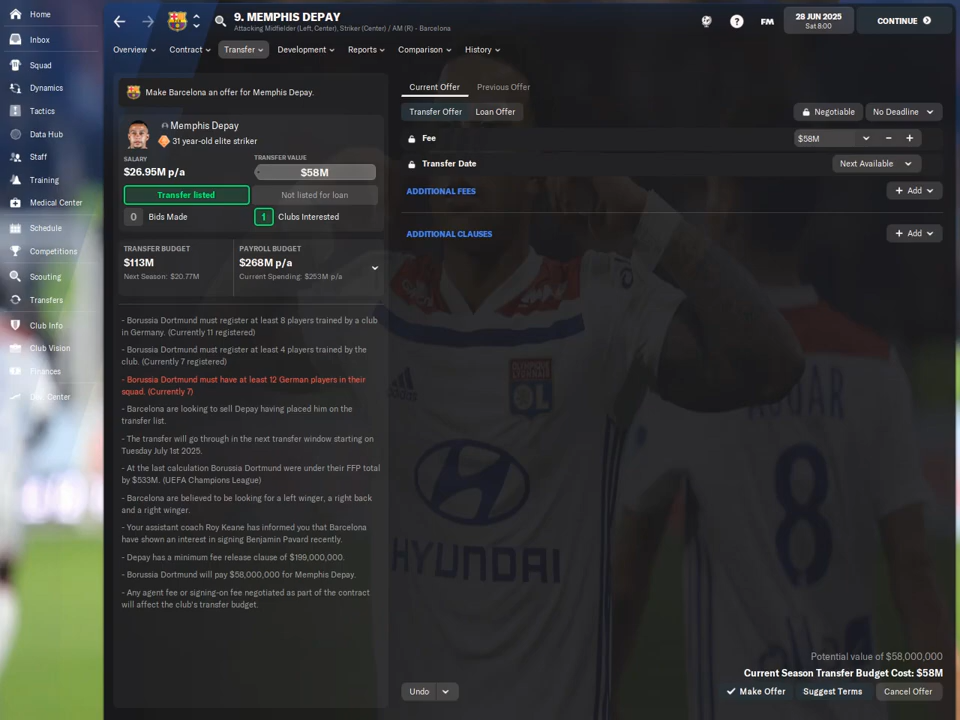 Home
Inbox
Squad
Dynamics
Tactics
Data Hub
Staff
Training
Medical Center
Schedule
Competitions
Scouting
Transfers
Club Info
Club Vision
Finances
Dev. Center
9. MEMPHIS DEPAY
Attacking Midfielder (Left, Center), Striker (Center) / AM (R) - Barcelona
? FM
28 JUN 2025
Sat 8:00
CONTINUE
Overview Contract Transfer Development Reports Comparison History
Make Barcelona an offer for Memphis Depay.
Memphis Depay
31 year-old elite striker
SALARY
$26.95M p/a
TRANSFER VALUE
$58M
Transfer listed
Not listed for loan
0 Bids Made
1 Clubs Interested
TRANSFER BUDGET
$113M
Next Season: $20.77M
PAYROLL BUDGET
$268M p/a
Current Spending: $253M p/a
- Borussia Dortmund must register at least 8 players trained by a club
in Germany. (Currently 11 registered)
- Borussia Dortmund must register at least 4 players trained by the
club. (Currently 7 registered)
- Borussia Dortmund must have at least 12 German players in their
squad. (Currently 7)
- Barcelona are looking to sell Depay having placed him on the
transfer list.
- The transfer will go through in the next transfer window starting on
Tuesday July 1st 2025.
- At the last calculation Borussia Dortmund were under their FFP total
by $533M. (UEFA Champions League)
- Barcelona are believed to be looking for a left winger, a right back
and a right winger.
- Your assistant coach Roy Keane has informed you that Barcelona
have shown an interest in signing Benjamin Pavard recently.
- Depay has a minimum fee release clause of $199,000,000.
- Borussia Dortmund will pay $58,000,000 for Memphis Depay.
- Any agent fee or signing-on fee negotiated as part of the contract
will affect the club's transfer budget.
Current Offer Previous Offer
Transfer Offer Loan Offer
Negotiable
No Deadline
Fee
$58M
Transfer Date
Next Available
ADDITIONAL FEES
+ Add
ADDITIONAL CLAUSES
+ Add
OLYMPIQUE
LYONNAIS
OL
HYUNDAI
AOUAR
8
Undo
Potential value of $58,000,000
Current Season Transfer Budget Cost: $58M
Make Offer
Suggest Terms
Cancel Offer